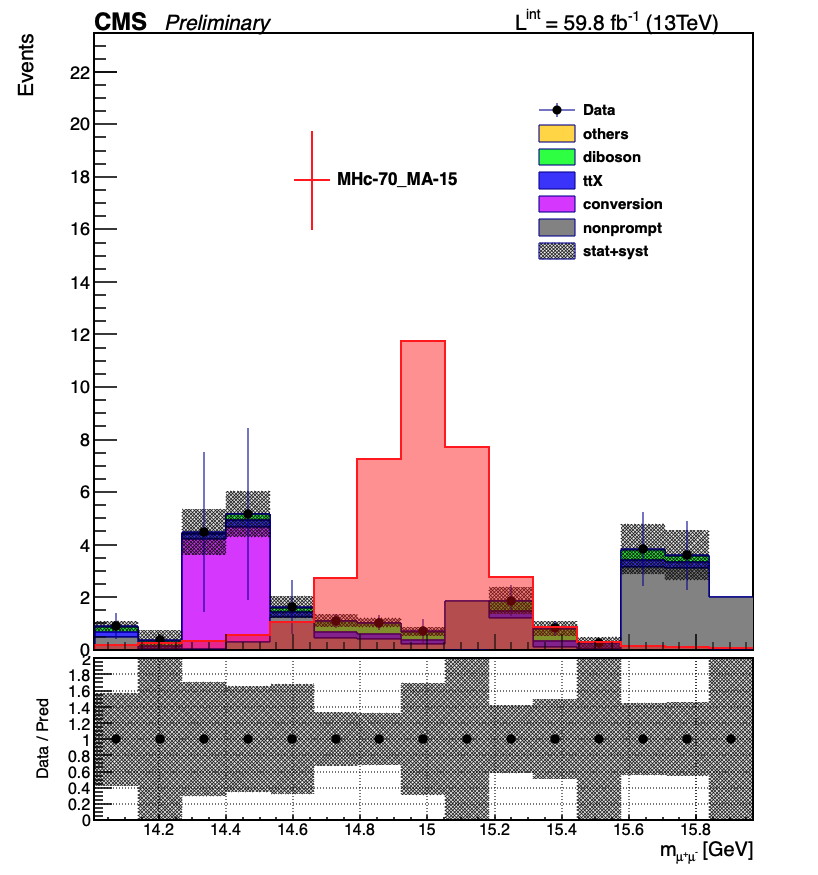 CMS Preliminary L^int = 59.8 fb^-1 (13TeV)
Events
22
20
18
16
14
12
10
8
6
4
2
0
MHc-70_MA-15
Data
others
diboson
ttX
conversion
nonprompt
stat+syst
Data / Pred
2
1.8
1.6
1.4
1.2
1
0.8
0.6
0.4
0.2
0
14.2 14.4 14.6 14.8 15 15.2 15.4 15.6 15.8
m_μ⁺μ⁻ [GeV]